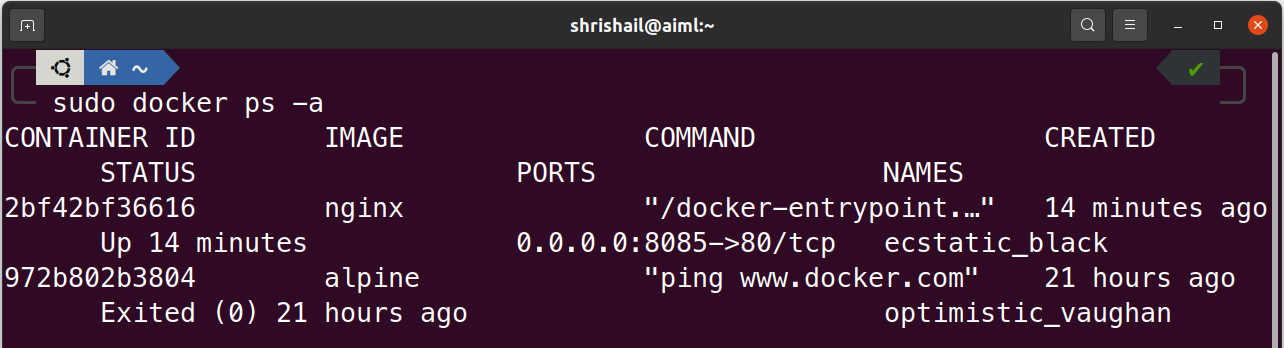 shrishail@aiml:~
~
sudo docker ps -a
CONTAINER ID        IMAGE               COMMAND                  CREATED
      STATUS                    PORTS                  NAMES
2bf42bf36616        nginx               "/docker-entrypoint.…"   14 minutes ago
      Up 14 minutes             0.0.0.0:8085->80/tcp   ecstatic_black
972b802b3804        alpine              "ping www.docker.com"    21 hours ago
      Exited (0) 21 hours ago                          optimistic_vaughan